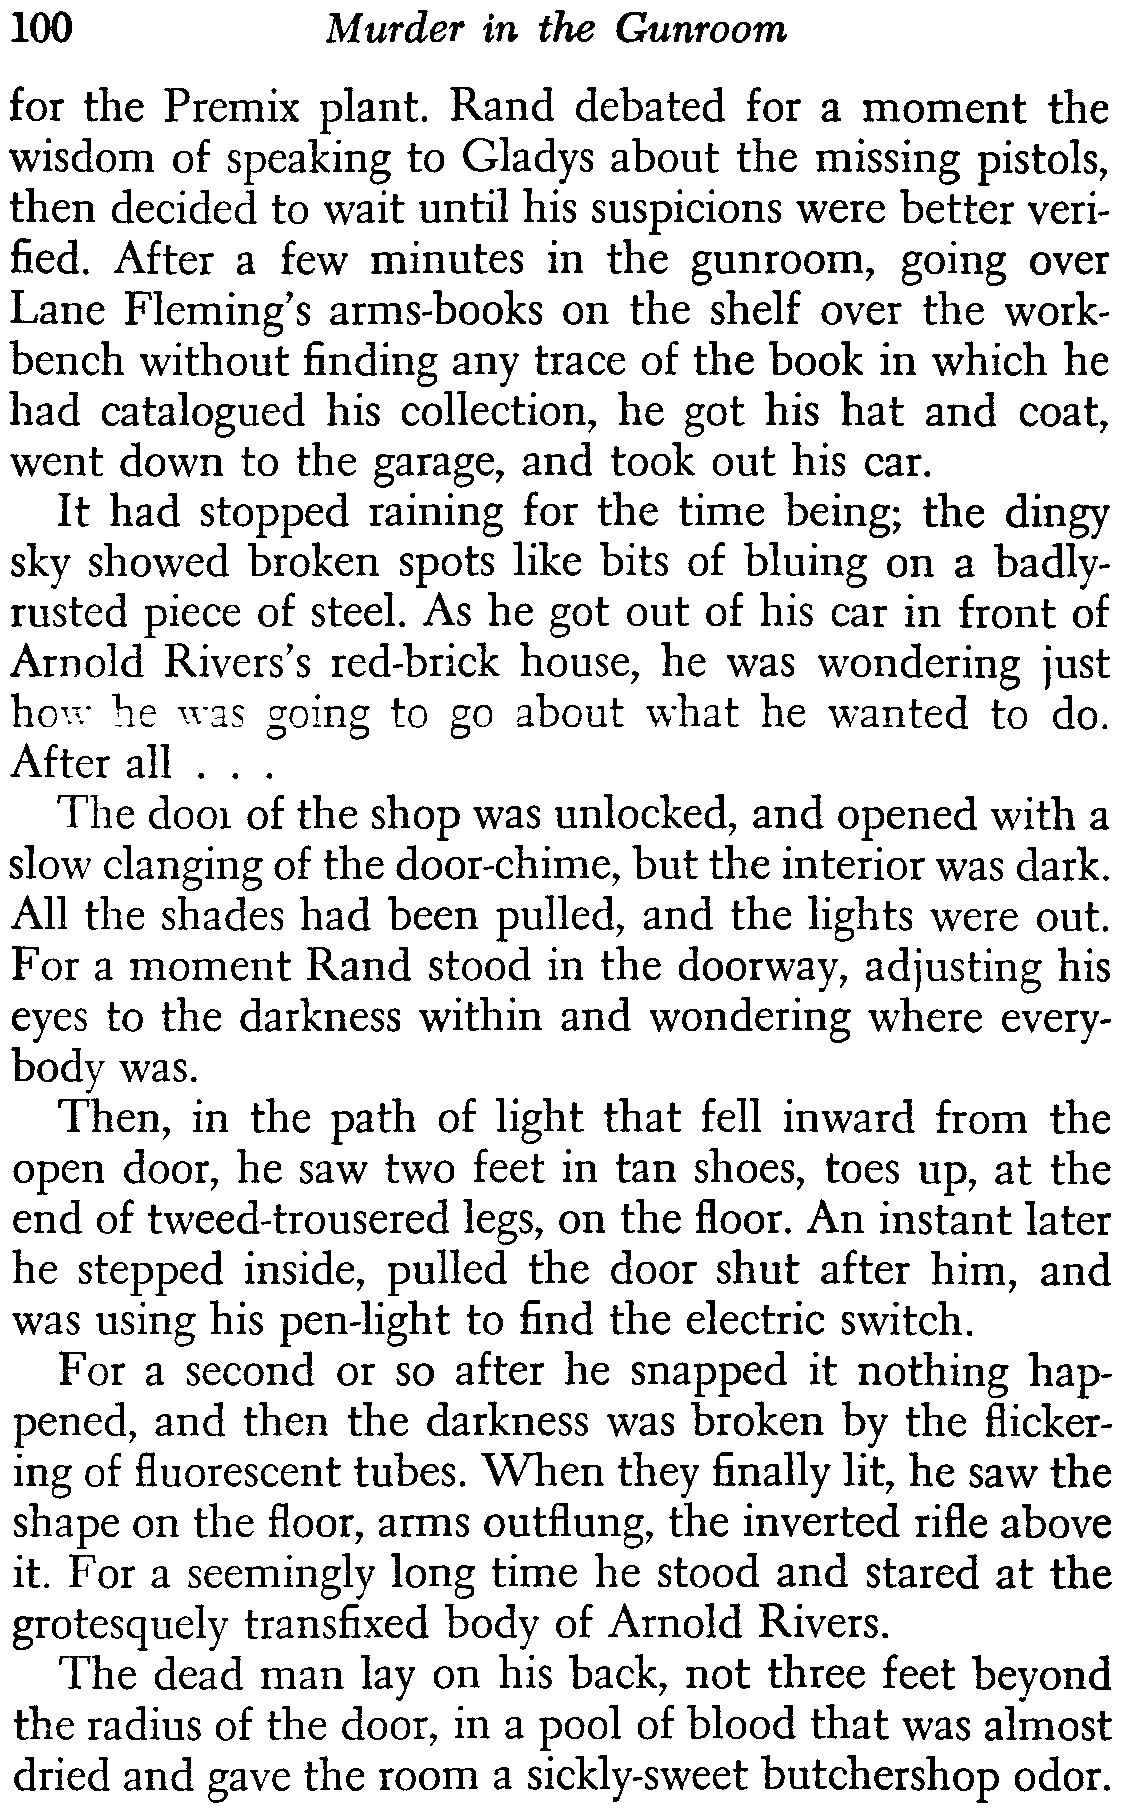 100 Murder in the Gunroom
for the Premix plant. Rand debated for a moment the
wisdom of speaking to Gladys about the missing pistols,
then decided to wait until his suspicions were better veri-
fied. After a few minutes in the gunroom, going over
Lane Fleming's arms-books on the shelf over the work-
bench without finding any trace of the book in which he
had catalogued his collection, he got his hat and coat,
went down to the garage, and took out his car.
It had stopped raining for the time being; the dingy
sky showed broken spots like bits of bluing on a badly-
rusted piece of steel. As he got out of his car in front of
Arnold Rivers's red-brick house, he was wondering just
how he was going to go about what he wanted to do.
After all . . .
The door of the shop was unlocked, and opened with a
slow clanging of the door-chime, but the interior was dark.
All the shades had been pulled, and the lights were out.
For a moment Rand stood in the doorway, adjusting his
eyes to the darkness within and wondering where every-
body was.
Then, in the path of light that fell inward from the
open door, he saw two feet in tan shoes, toes up, at the
end of tweed-trousered legs, on the floor. An instant later
he stepped inside, pulled the door shut after him, and
was using his pen-light to find the electric switch.
For a second or so after he snapped it nothing hap-
pened, and then the darkness was broken by the flicker-
ing of fluorescent tubes. When they finally lit, he saw the
shape on the floor, arms outflung, the inverted rifle above
it. For a seemingly long time he stood and stared at the
grotesquely transfixed body of Arnold Rivers.
The dead man lay on his back, not three feet beyond
the radius of the door, in a pool of blood that was almost
dried and gave the room a sickly-sweet butchershop odor.